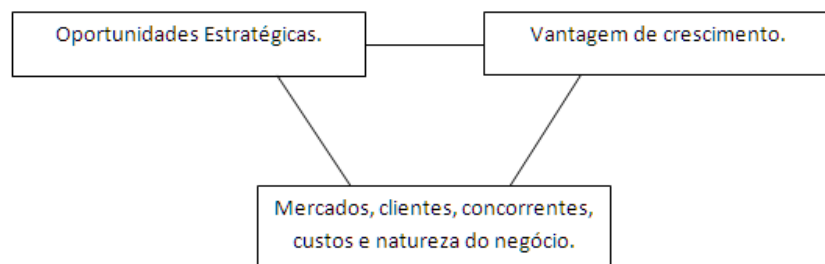 Oportunidades Estratégicas.
Vantagem de crescimento.
Mercados, clientes, concorrentes,
custos e natureza do negócio.